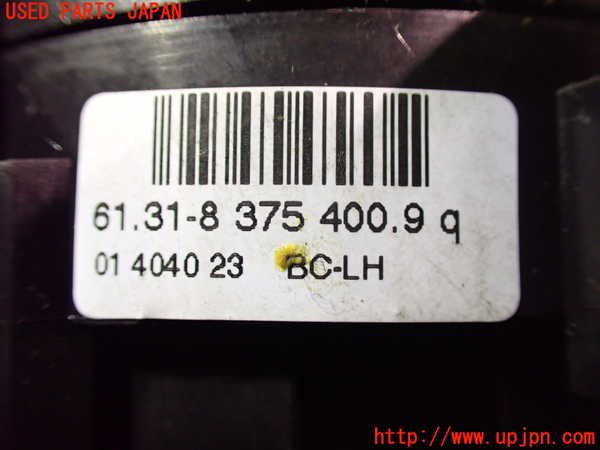 USED PARTS JAPAN
61.31-8 375 400.9 q
01 4040 23 BC-LH
http://www.upjpn.com/